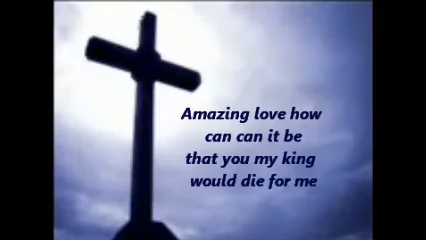 Amazing love how
can can it be
that you my king
would die for me